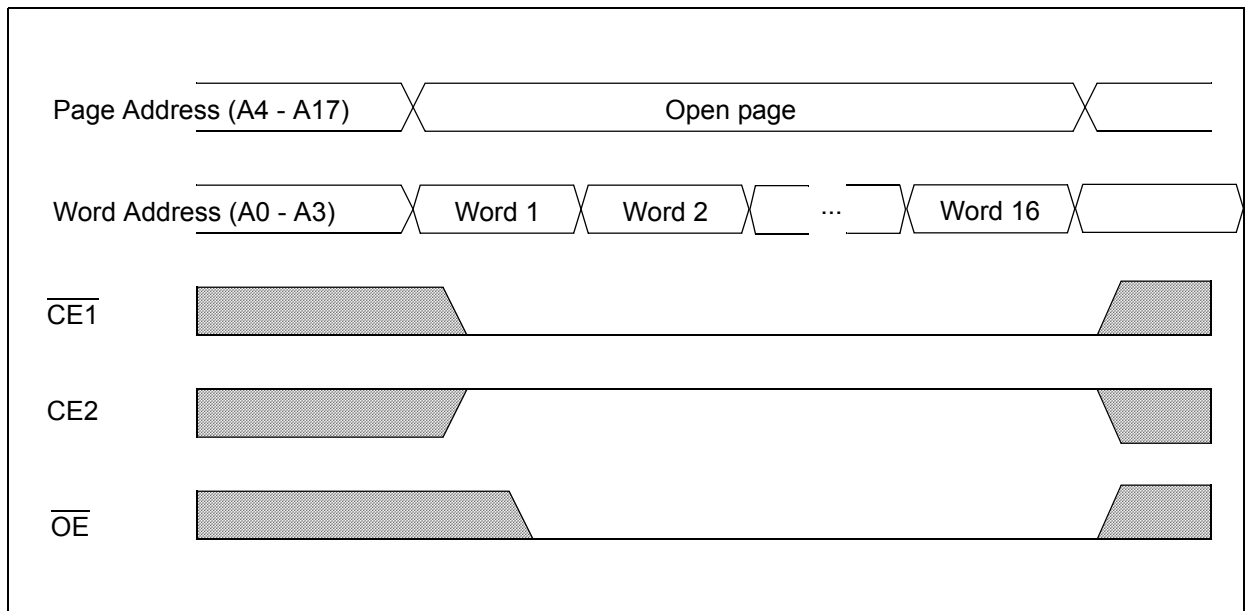 Page Address (A4 - A17) Open page
Word Address (A0 - A3) Word 1 Word 2 ... Word 16
CE1
CE2
OE